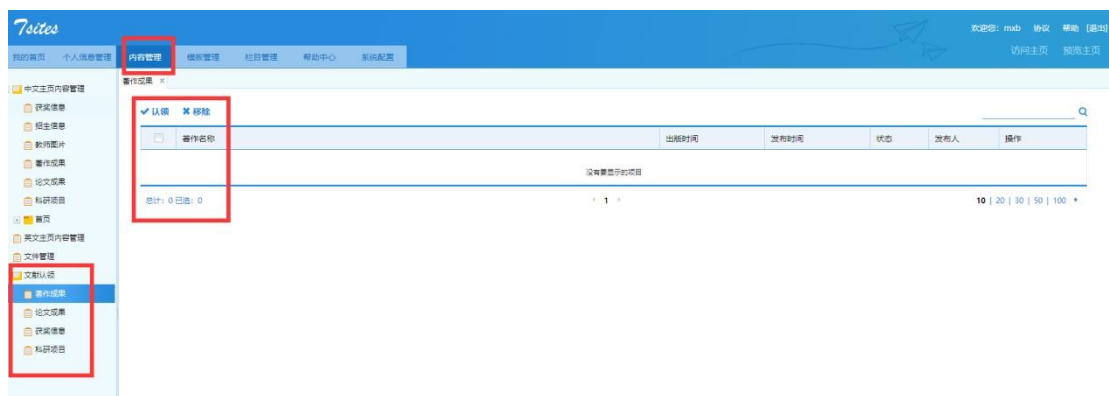 7sites
欢迎您: mxb 协议 帮助 [退出]
访问主页 预览主页
我的首页 个人信息管理 内容管理 模板管理 栏目管理 帮助中心 系统配置
著作成果 ×
中文主页内容管理
获奖信息
招生信息
教师图片
著作成果
论文成果
科研项目
首页
英文主页内容管理
文件管理
文献认领
著作成果
论文成果
获奖信息
科研项目
认领 移除
著作名称 出版时间 发布时间 状态 发布人 操作
没有要显示的项目
总计: 0 已选: 0
1
10 | 20 | 30 | 50 | 100